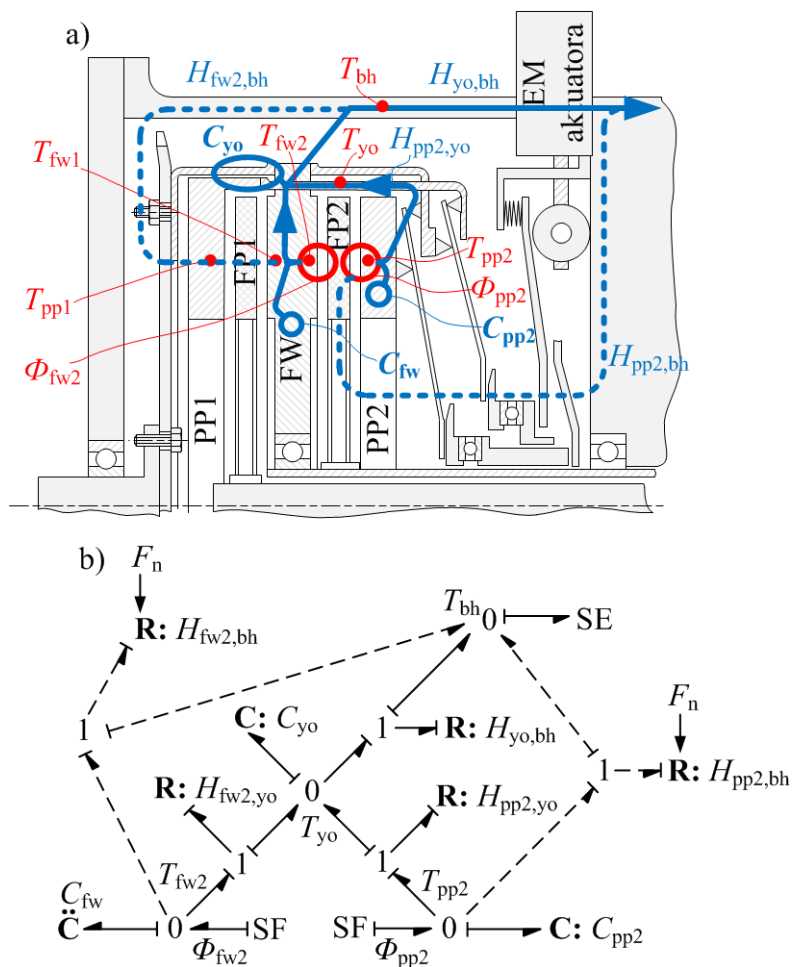 a)
H_fw2,bh
T_bh
H_yo,bh
EM
aktuatora
C_yo
T_fw2
T_yo
H_pp2,yo
T_fw1
FP1
FP2
T_pp2
T_pp1
Φ_pp2
C_pp2
Φ_fw2
FW
C_fw
H_pp2,bh
PP1
PP2
b)
F_n
T_bh 0 SE
R: H_fw2,bh
1
C: C_yo
1 R: H_yo,bh
F_n
1 R: H_pp2,bh
R: H_fw2,yo
0
R: H_pp2,yo
T_yo
1
1
T_fw2
T_pp2
C_fw
C̈ 0 SF SF 0 C: C_pp2
Φ_fw2
Φ_pp2